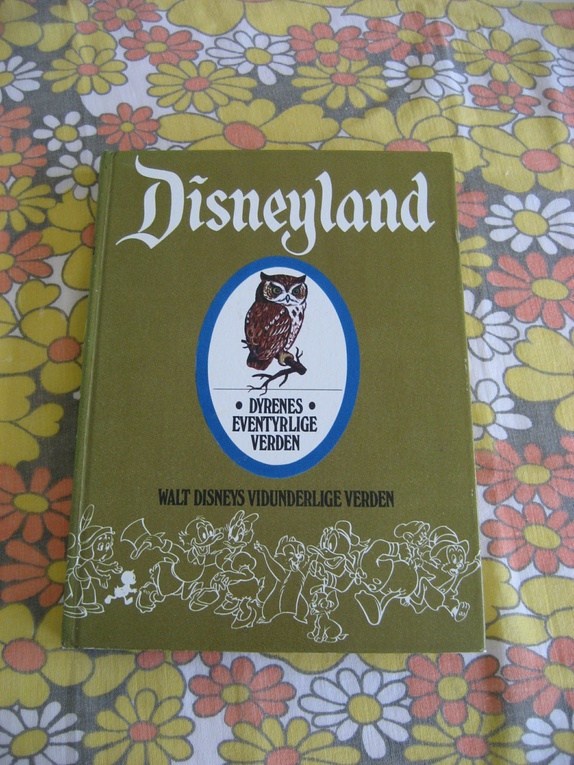 Disneyland
• DYRENES •
EVENTYRLIGE
VERDEN
WALT DISNEYS VIDUNDERLIGE VERDEN